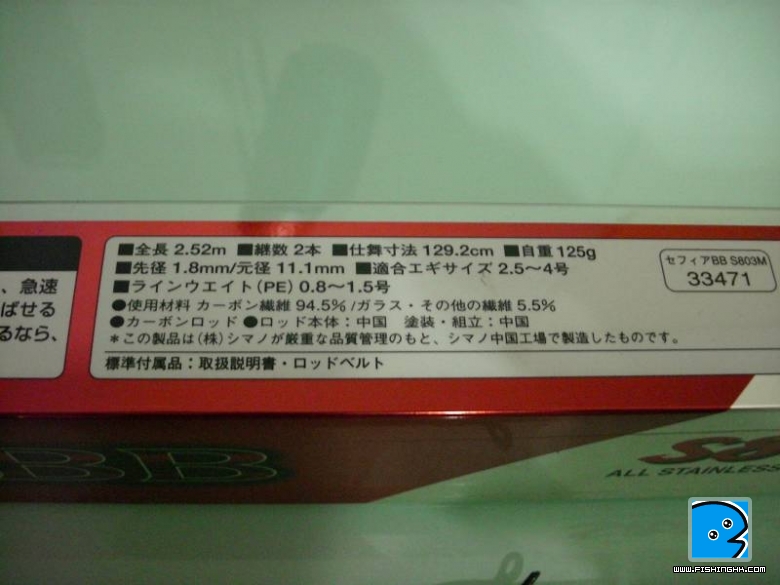 ■全長 2.52m ■継数 2本 ■仕舞寸法 129.2cm ■自重 125g
■先径 1.8mm/元径 11.1mm ■適合エギサイズ 2.5〜4号
■ラインウエイト(PE) 0.8〜1.5号
●使用材料 カーボン繊維 94.5% /ガラス・その他の繊維 5.5%
●カーボンロッド ●ロッド本体：中国 塗装・組立：中国
＊この製品は(株)シマノが厳重な品質管理のもと、シマノ中国工場で製造したものです。
標準付属品：取扱説明書・ロッドベルト
セフィアBB S803M
33471
、急速
ばせる
るなら、
BB
ALL STAINLESS
www.FISHINGHK.COM